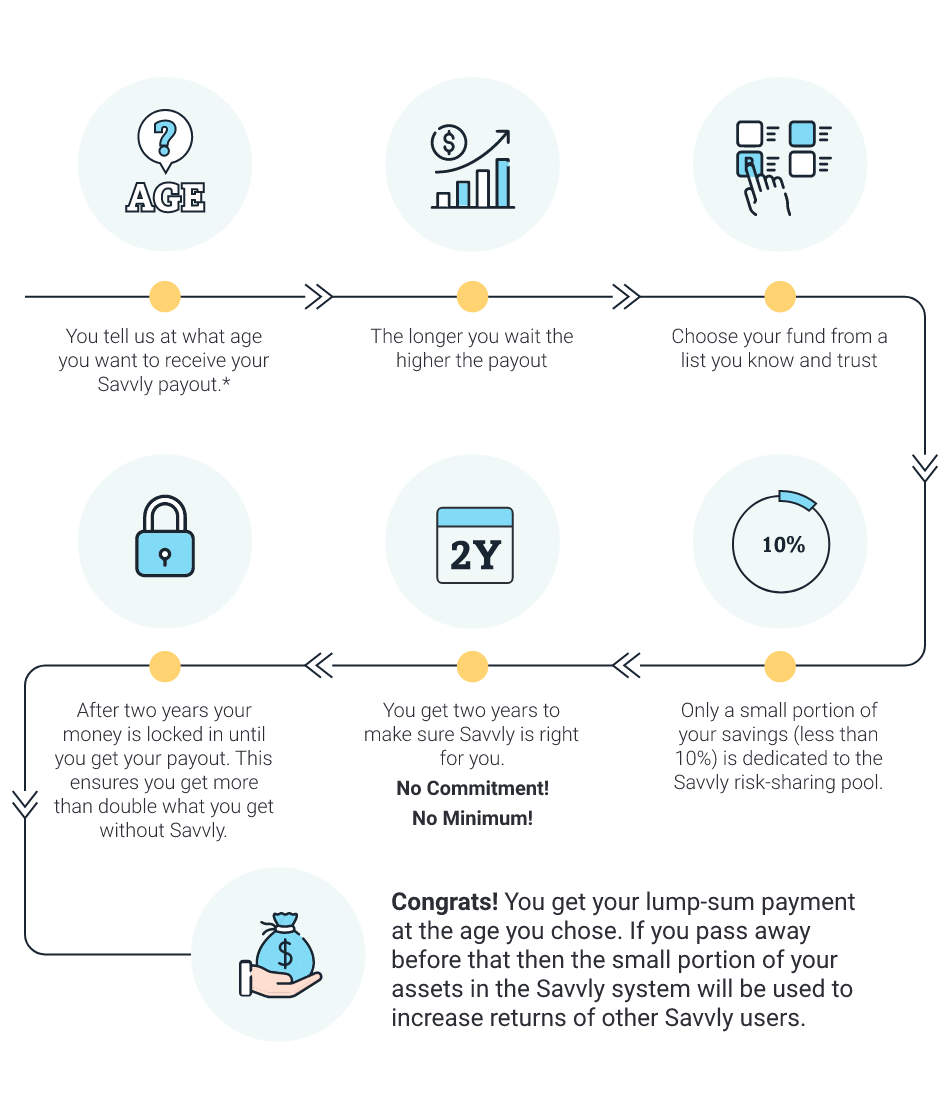 ?
AGE
$
You tell us at what age
you want to receive your
Savvly payout.*
The longer you wait the
higher the payout
Choose your fund from a
list you know and trust
10%
Only a small portion of
your savings (less than
10%) is dedicated to the
Savvly risk-sharing pool.
2Y
You get two years to
make sure Savvly is right
for you.
No Commitment!
No Minimum!
After two years your
money is locked in until
you get your payout. This
ensures you get more
than double what you get
without Savvly.
$
Congrats! You get your lump-sum payment
at the age you chose. If you pass away
before that then the small portion of your
assets in the Savvly system will be used to
increase returns of other Savvly users.